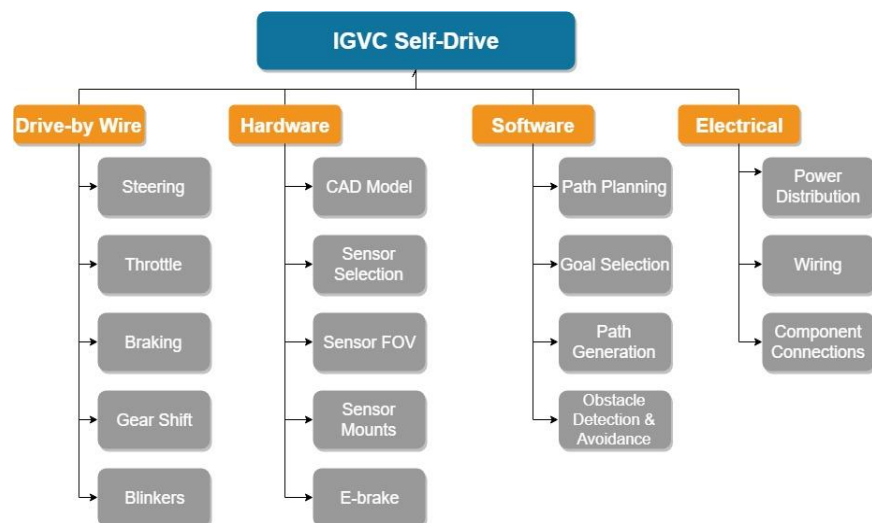 IGVC Self-Drive
Drive-by Wire
Hardware
Software
Electrical
Steering
Throttle
Braking
Gear Shift
Blinkers
CAD Model
Sensor
Selection
Sensor FOV
Sensor
Mounts
E-brake
Path Planning
Goal Selection
Path
Generation
Obstacle
Detection &
Avoidance
Power
Distribution
Wiring
Component
Connections